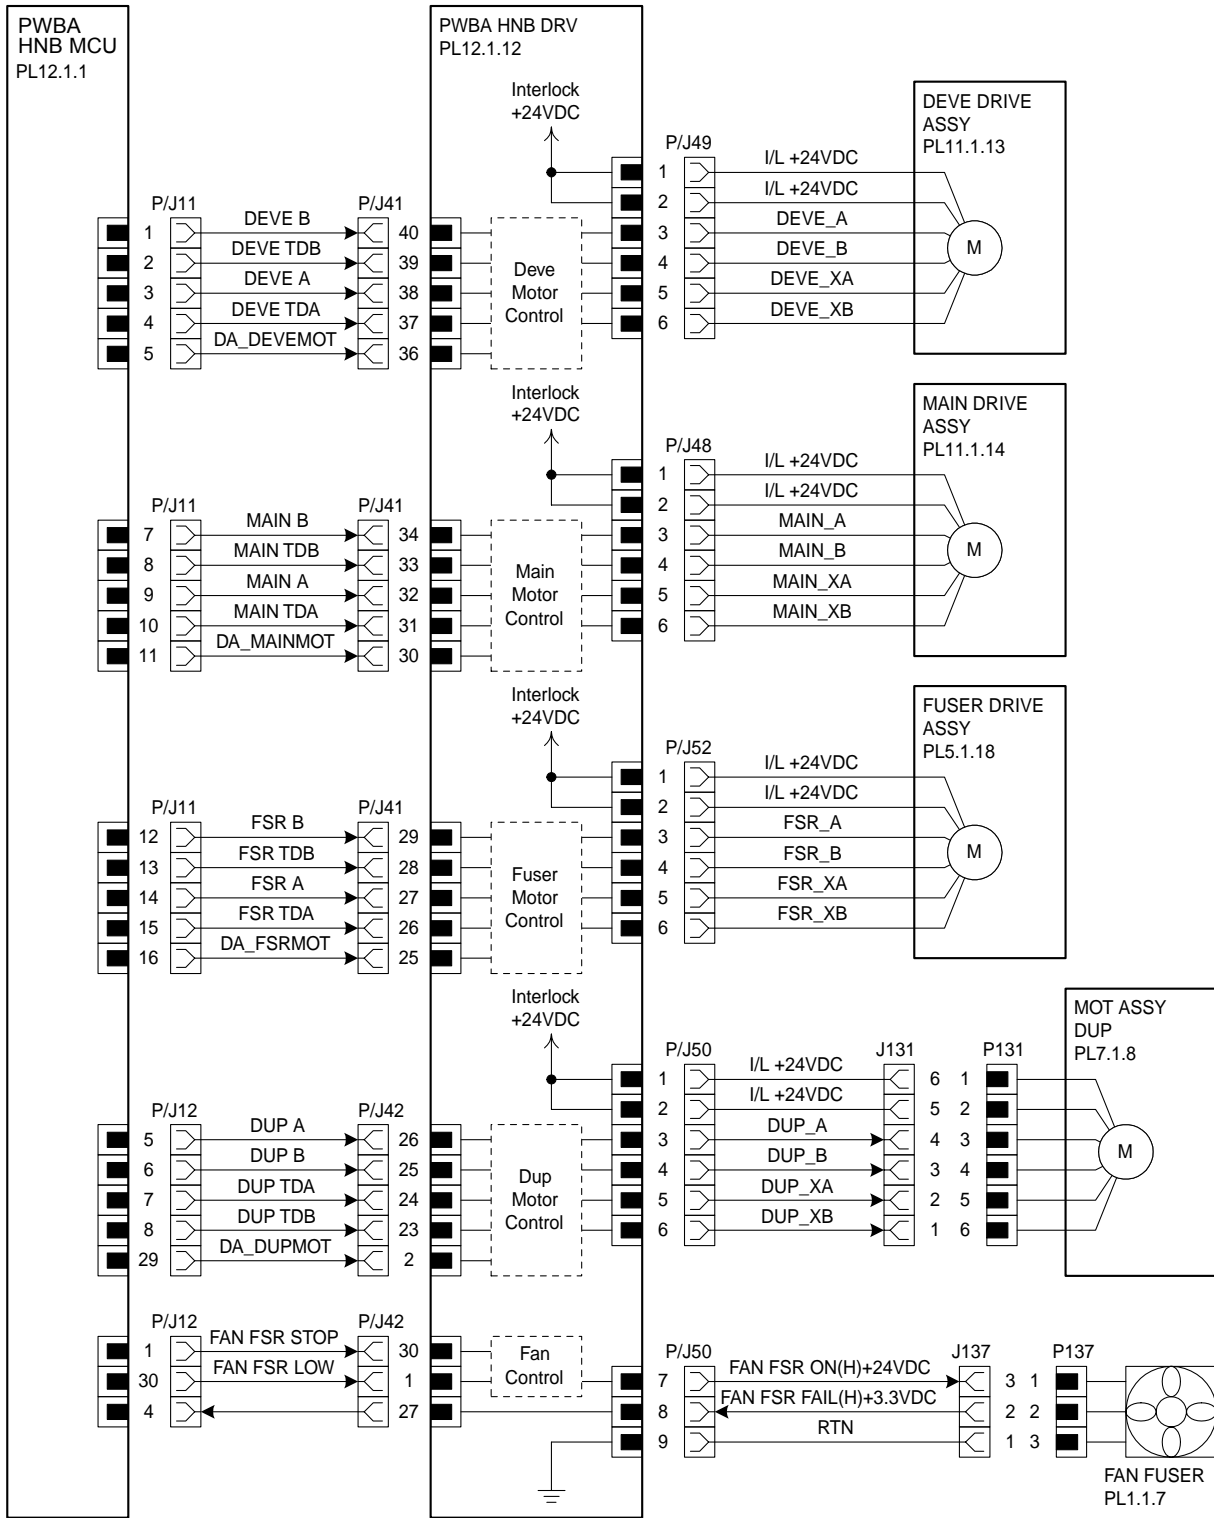 PWBA
HNB MCU
PL12.1.1
PWBA HNB DRV
PL12.1.12
Interlock
+24VDC
DEVE DRIVE
ASSY
PL11.1.13
P/J49
1 I/L +24VDC
2 I/L +24VDC
3 DEVE_A
4 DEVE_B
5 DEVE_XA
6 DEVE_XB
M
P/J11 P/J41
1 DEVE B 40
2 DEVE TDB 39
3 DEVE A 38
4 DEVE TDA 37
5 DA_DEVEMOT 36
Deve
Motor
Control
Interlock
+24VDC
MAIN DRIVE
ASSY
PL11.1.14
P/J48
1 I/L +24VDC
2 I/L +24VDC
3 MAIN_A
4 MAIN_B
5 MAIN_XA
6 MAIN_XB
M
P/J11 P/J41
7 MAIN B 34
8 MAIN TDB 33
9 MAIN A 32
10 MAIN TDA 31
11 DA_MAINMOT 30
Main
Motor
Control
Interlock
+24VDC
FUSER DRIVE
ASSY
PL5.1.18
P/J52
1 I/L +24VDC
2 I/L +24VDC
3 FSR_A
4 FSR_B
5 FSR_XA
6 FSR_XB
M
P/J11 P/J41
12 FSR B 29
13 FSR TDB 28
14 FSR A 27
15 FSR TDA 26
16 DA_FSRMOT 25
Fuser
Motor
Control
Interlock
+24VDC
MOT ASSY
DUP
PL7.1.8
P/J50 J131 P131
1 I/L +24VDC 6 1
2 I/L +24VDC 5 2
3 DUP_A 4 3
4 DUP_B 3 4
5 DUP_XA 2 5
6 DUP_XB 1 6
M
P/J12 P/J42
5 DUP A 26
6 DUP B 25
7 DUP TDA 24
8 DUP TDB 23
29 DA_DUPMOT 2
Dup
Motor
Control
P/J12 P/J42
1 FAN FSR STOP 30
30 FAN FSR LOW 1
4 27
Fan
Control
P/J50 J137 P137
7 FAN FSR ON(H)+24VDC 3 1
8 FAN FSR FAIL(H)+3.3VDC 2 2
9 RTN 1 3
FAN FUSER
PL1.1.7